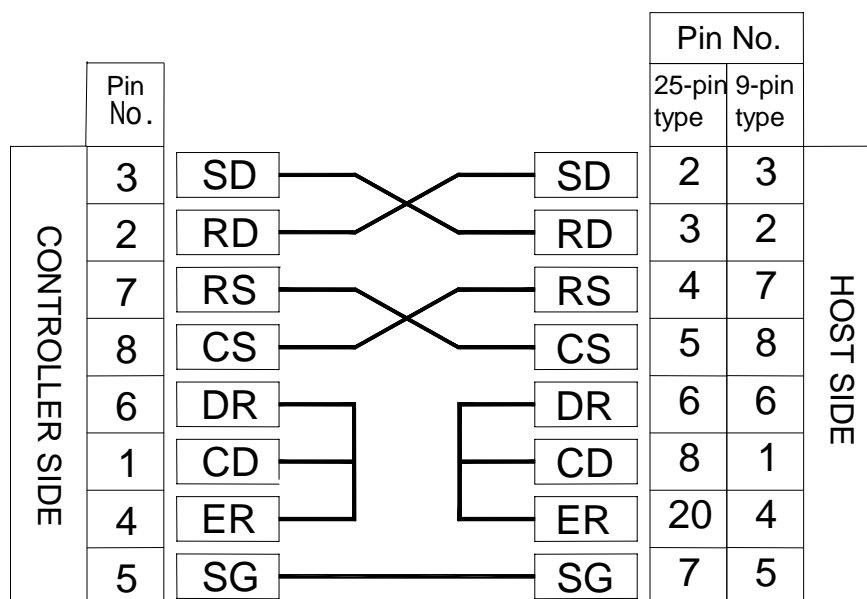 Pin No.
Pin
No.
25-pin
type
9-pin
type
CONTROLLER SIDE
HOST SIDE
3 SD SD 2 3
2 RD RD 3 2
7 RS RS 4 7
8 CS CS 5 8
6 DR DR 6 6
1 CD CD 8 1
4 ER ER 20 4
5 SG SG 7 5